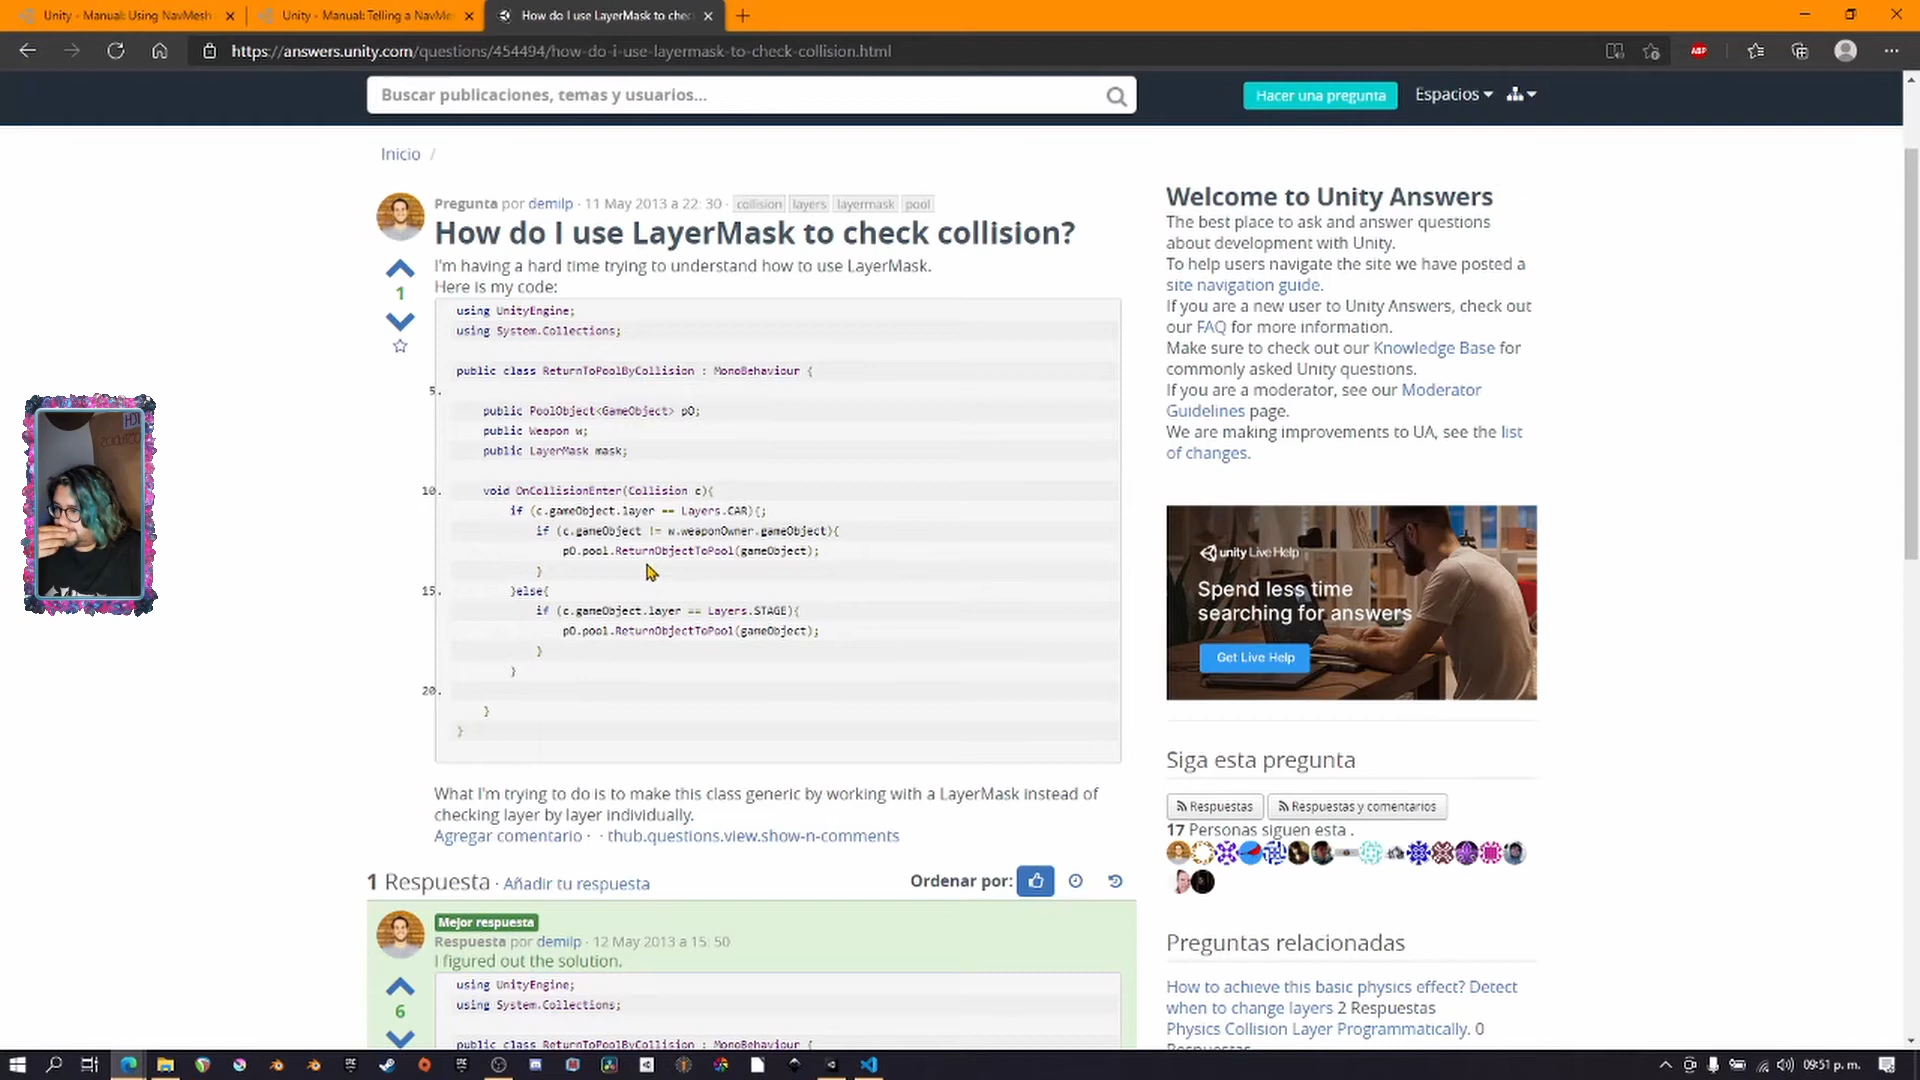 Unity - Manual: Using NavMesh
Unity - Manual: Telling a NavMe
How do I use LayerMask to chec
https://answers.unity.com/questions/454494/how-do-i-use-layermask-to-check-collision.html
ABP
Buscar publicaciones, temas y usuarios...
Hacer una pregunta
Espacios
Inicio /
Pregunta por demilp · 11 May 2013 a 22: 30 · collision layers layermask pool
How do I use LayerMask to check collision?
1
I'm having a hard time trying to understand how to use LayerMask.
Here is my code:
using UnityEngine;
using System.Collections;
public class ReturnToPoolByCollision : MonoBehaviour {
5.
public PoolObject<GameObject> pO;
public Weapon w;
public LayerMask mask;
10.
void OnCollisionEnter(Collision c){
if (c.gameObject.layer == Layers.CAR){;
if (c.gameObject != w.weaponOwner.gameObject){
pO.pool.ReturnObjectToPool(gameObject);
}
15.
}else{
if (c.gameObject.layer == Layers.STAGE){
pO.pool.ReturnObjectToPool(gameObject);
}
}
20.
}
}
What I'm trying to do is to make this class generic by working with a LayerMask instead of
checking layer by layer individually.
Agregar comentario · · thub.questions.view.show-n-comments
1 Respuesta · Añadir tu respuesta
Ordenar por:
Mejor respuesta
Respuesta por demilp · 12 May 2013 a 15: 50
I figured out the solution.
6
using UnityEngine;
using System.Collections;
public class ReturnToPoolByCollision : MonoBehaviour {
Welcome to Unity Answers
The best place to ask and answer questions
about development with Unity.
To help users navigate the site we have posted a
site navigation guide.
If you are a new user to Unity Answers, check out
our FAQ for more information.
Make sure to check out our Knowledge Base for
commonly asked Unity questions.
If you are a moderator, see our Moderator
Guidelines page.
We are making improvements to UA, see the list
of changes.
unity Live Help
Spend less time
searching for answers
Get Live Help
Siga esta pregunta
Respuestas
Respuestas y comentarios
17 Personas siguen esta .
Preguntas relacionadas
How to achieve this basic physics effect? Detect
when to change layers 2 Respuestas
Physics Collision Layer Programmatically. 0
Respuestas
09:51 p. m.